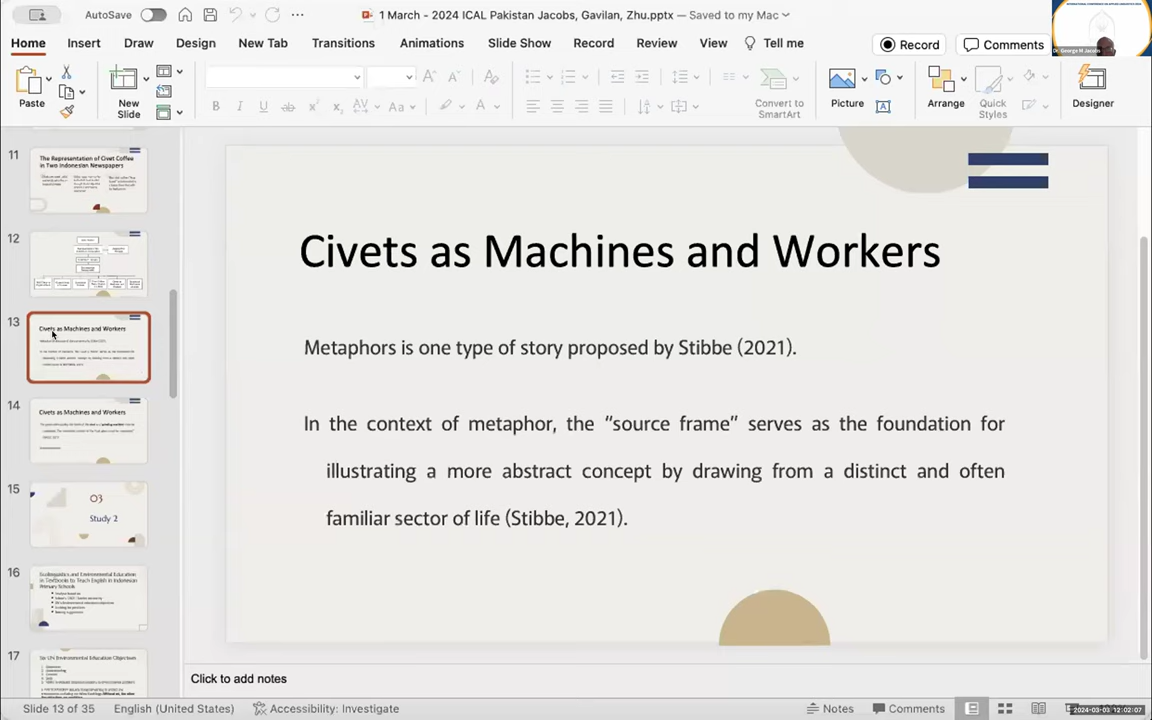 AutoSave
1 March - 2024 ICAL Pakistan Jacobs, Gavilan, Zhu.pptx — Saved to my Mac
Home Insert Draw Design New Tab Transitions Animations Slide Show Record Review View Tell me
Record Comments
Paste
New Slide
Convert to SmartArt
Picture
Arrange
Quick Styles
Designer
11
The Representation of Civet Coffee
in Two Indonesian Newspapers
12
13
Civets as Machines and Workers
14
Civets as Machines and Workers
15
03
Study 2
16
Ecolinguistics and Environmental Education
in Textbooks to Teach English in Indonesian
Primary Schools
17
Six UN Environmental Education Objectives
Civets as Machines and Workers
Metaphors is one type of story proposed by Stibbe (2021).
In the context of metaphor, the "source frame" serves as the foundation for
illustrating a more abstract concept by drawing from a distinct and often
familiar sector of life (Stibbe, 2021).
Click to add notes
Slide 13 of 35 English (United States) Accessibility: Investigate Notes Comments
2024-03-03 12:02:07